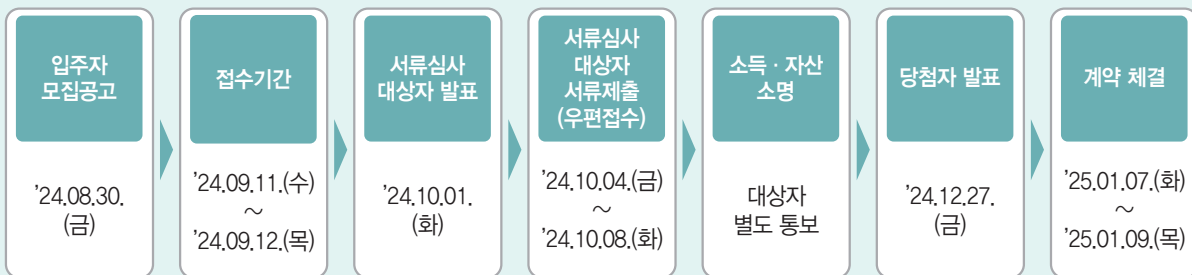 입주자
모집공고
'24.08.30.
(금)
접수기간
'24.09.11.(수)
~
'24.09.12.(목)
서류심사
대상자 발표
'24.10.01.
(화)
서류심사
대상자
서류제출
(우편접수)
'24.10.04.(금)
~
'24.10.08.(화)
소득 · 자산
소명
대상자
별도 통보
당첨자 발표
'24.12.27.
(금)
계약 체결
'25.01.07.(화)
~
'25.01.09.(목)